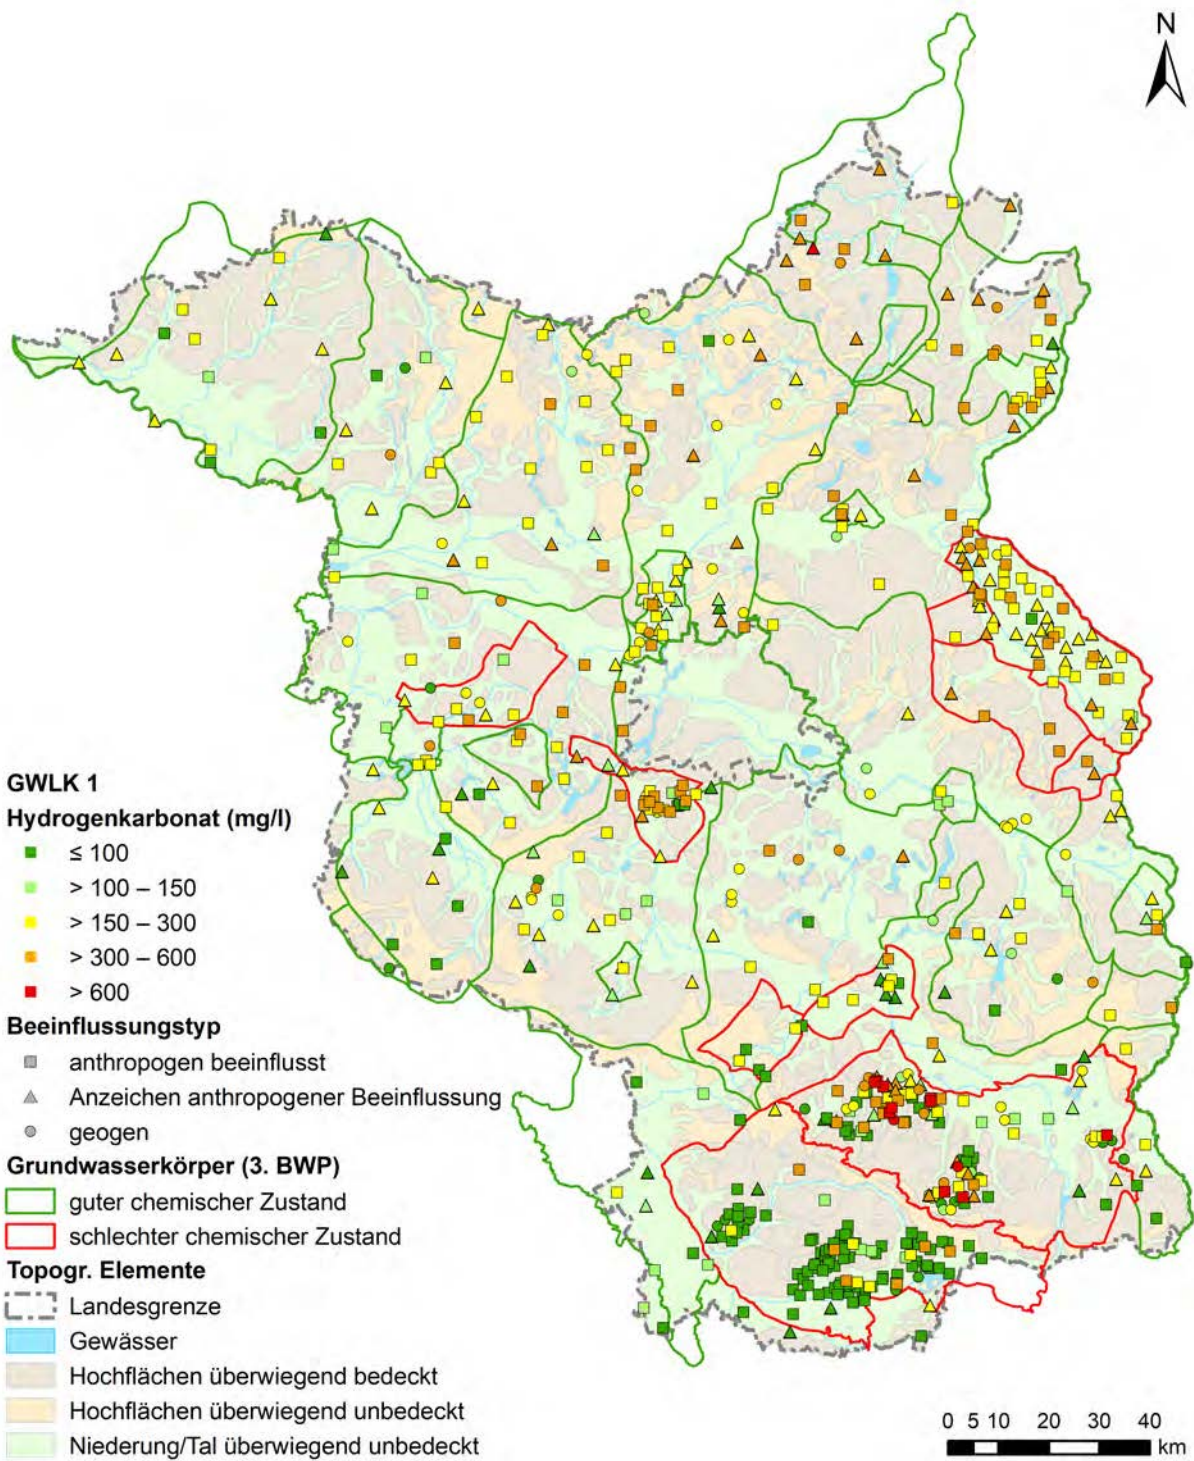 N
GWLK 1
Hydrogenkarbonat (mg/l)
≤ 100
> 100 – 150
> 150 – 300
> 300 – 600
> 600
Beeinflussungstyp
anthropogen beeinflusst
Anzeichen anthropogener Beeinflussung
geogen
Grundwasserkörper (3. BWP)
guter chemischer Zustand
schlechter chemischer Zustand
Topogr. Elemente
Landesgrenze
Gewässer
Hochflächen überwiegend bedeckt
Hochflächen überwiegend unbedeckt
Niederung/Tal überwiegend unbedeckt
0 5 10 20 30 40
km